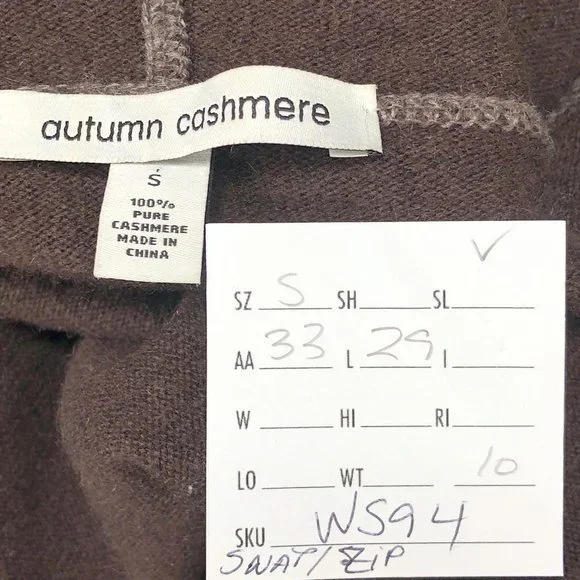 autumn cashmere
S
100%
PURE
CASHMERE
MADE IN
CHINA
✓
SZ S SH SL
AA 33 L 29 I
W HI RI
LO WT 10
SKU WS94
SNAP/ZIP